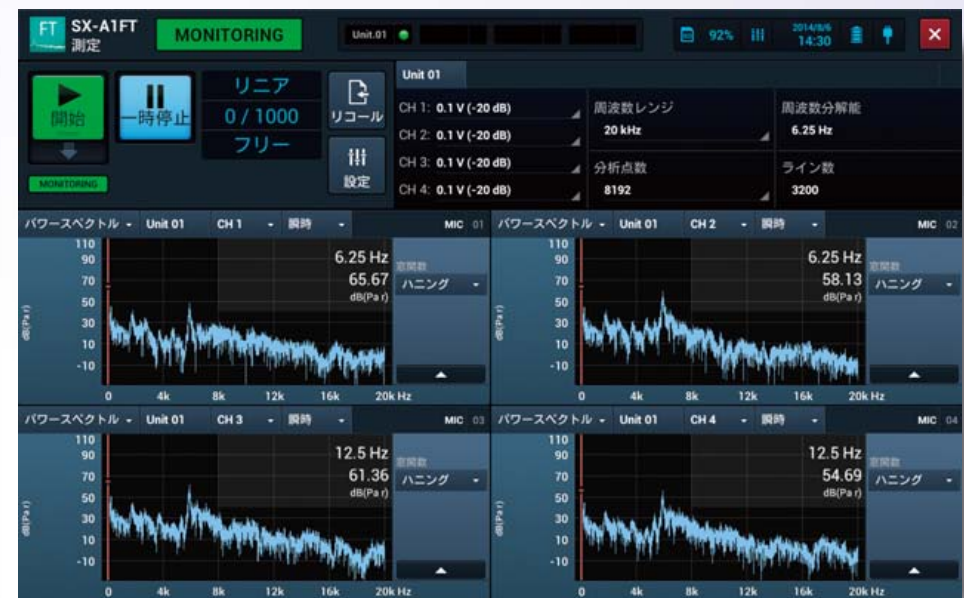 FT SX-A1FT
測定
MONITORING
Unit.01
92%
2014/8/6
14:30
開始
一時停止
リニア
0 / 1000
フリー
リコール
設定
MONITORING
Unit 01
CH 1: 0.1 V (-20 dB)
CH 2: 0.1 V (-20 dB)
CH 3: 0.1 V (-20 dB)
CH 4: 0.1 V (-20 dB)
周波数レンジ
20 kHz
周波数分解能
6.25 Hz
分析点数
8192
ライン数
3200
パワースペクトル Unit 01 CH 1 瞬時 MIC 01
110
90
70
50
30
10
-10
dB(Pa r)
6.25 Hz
65.67
dB(Pa r)
窓関数
ハニング
0 4k 8k 12k 16k 20k Hz
パワースペクトル Unit 01 CH 2 瞬時 MIC 02
110
90
70
50
30
10
-10
dB(Pa r)
6.25 Hz
58.13
dB(Pa r)
窓関数
ハニング
0 4k 8k 12k 16k 20k Hz
パワースペクトル Unit 01 CH 3 瞬時 MIC 03
110
90
70
50
30
10
-10
dB(Pa r)
12.5 Hz
61.36
dB(Pa r)
窓関数
ハニング
0 4k 8k 12k 16k 20k Hz
パワースペクトル Unit 01 CH 4 瞬時 MIC 04
110
90
70
50
30
10
-10
dB(Pa r)
12.5 Hz
54.69
dB(Pa r)
窓関数
ハニング
0 4k 8k 12k 16k 20k Hz